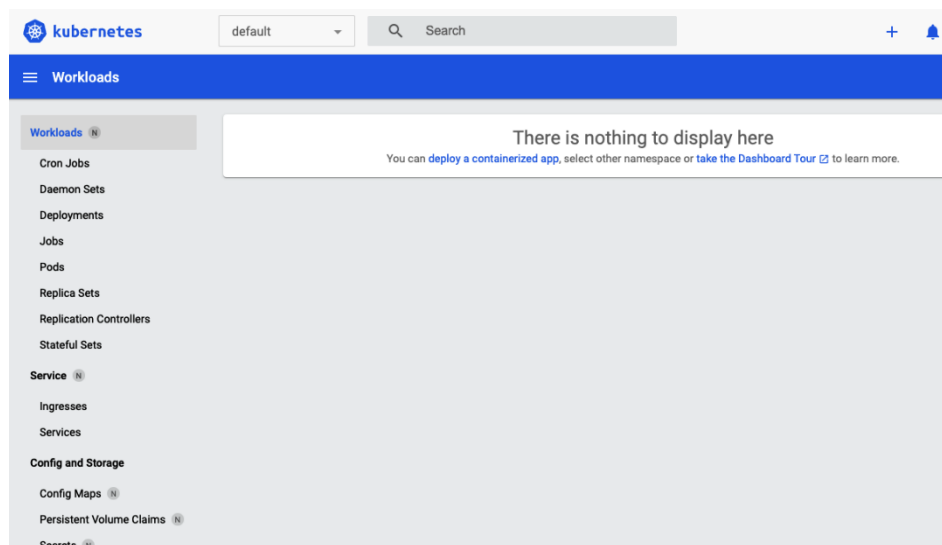 kubernetes
default
Search
Workloads
Workloads N
Cron Jobs
Daemon Sets
Deployments
Jobs
Pods
Replica Sets
Replication Controllers
Stateful Sets
Service N
Ingresses
Services
Config and Storage
Config Maps N
Persistent Volume Claims N
Secrets N
There is nothing to display here
You can deploy a containerized app, select other namespace or take the Dashboard Tour to learn more.